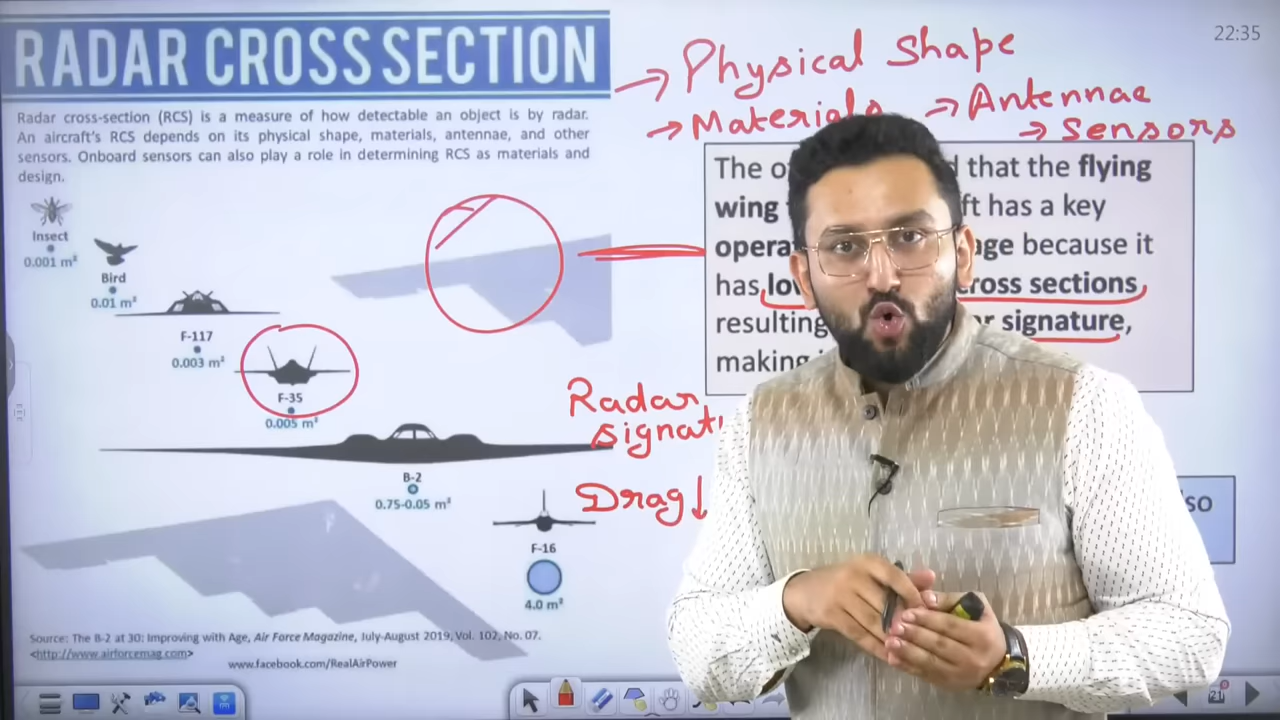 RADAR CROSS SECTION
Radar cross-section (RCS) is a measure of how detectable an object is by radar.
An aircraft's RCS depends on its physical shape, materials, antennae, and other
sensors. Onboard sensors can also play a role in determining RCS as materials and
design.
Insect
0.001 m²
Bird
0.01 m²
F-117
0.003 m²
F-35
0.005 m²
B-2
0.75-0.05 m²
F-16
4.0 m²
Source: The B-2 at 30: Improving with Age, Air Force Magazine, July-August 2019, Vol. 102, No. 07.
<http://www.airforcemag.com>
www.facebook.com/RealAirPower
22:35
→ Physical Shape
→ Materials → Antennae
→ Sensors
The that the flying
wing has a key
because it
has cross sections,
resulting signature,
making
Radar
Drag↓
so
21